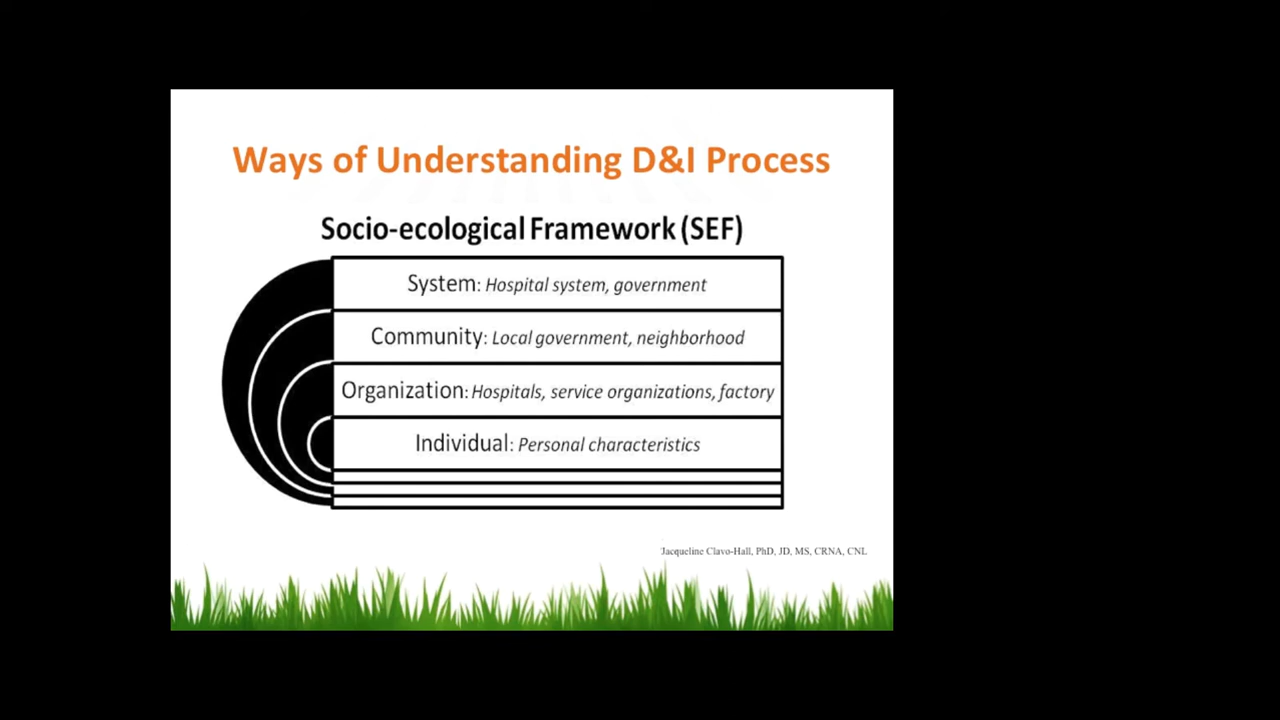 Ways of Understanding D&I Process
Socio-ecological Framework (SEF)
System: Hospital system, government
Community: Local government, neighborhood
Organization: Hospitals, service organizations, factory
Individual: Personal characteristics
Jacqueline Clavo-Hall, PhD, JD, MS, CRNA, CNL